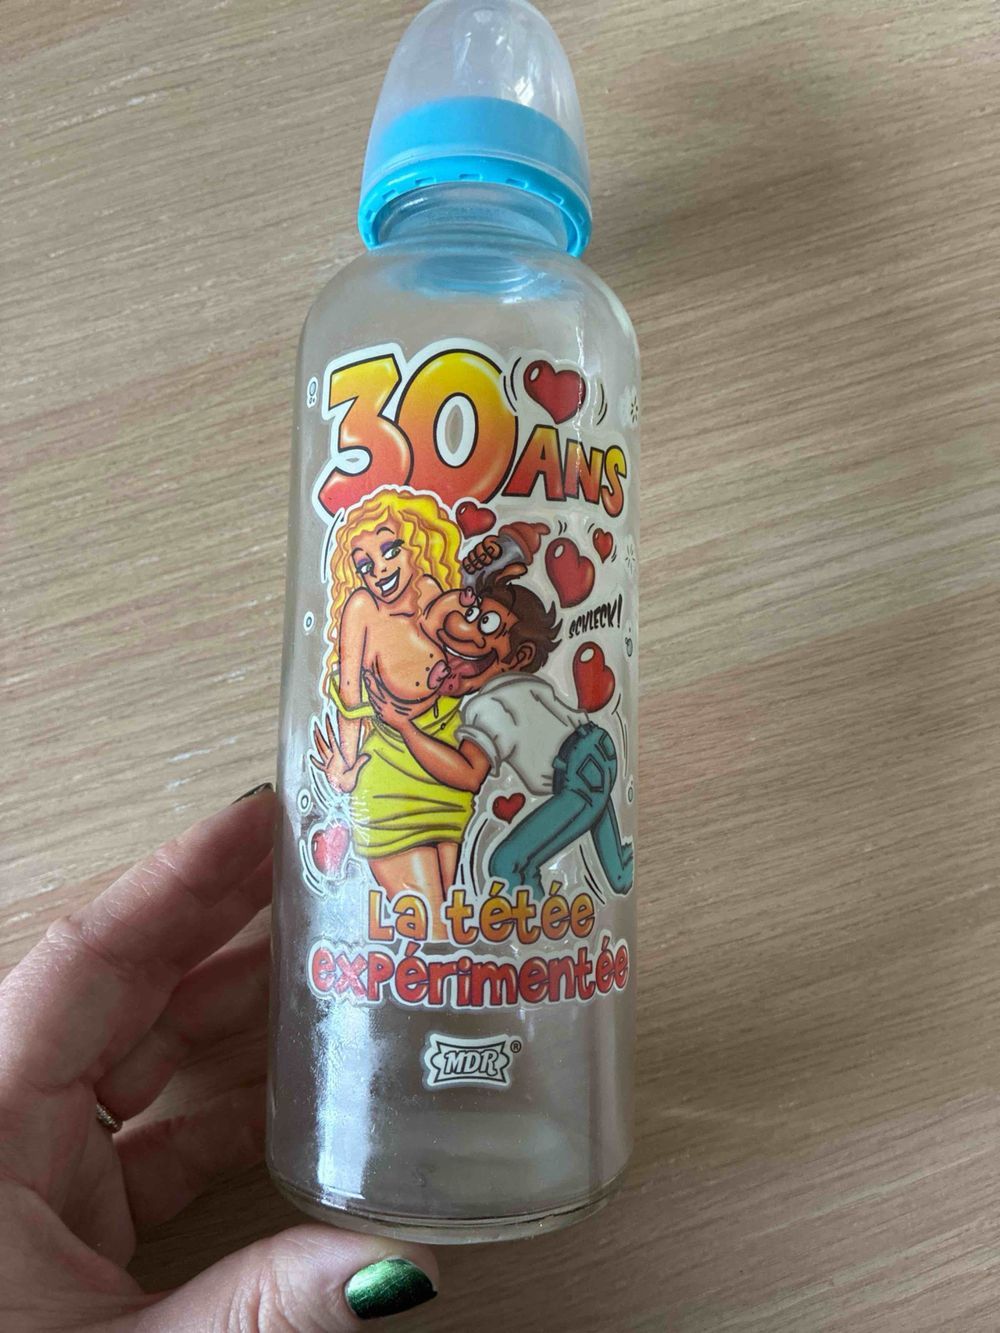 30 ANS
SCHLECK!
La tétée
expérimentée
MDR®